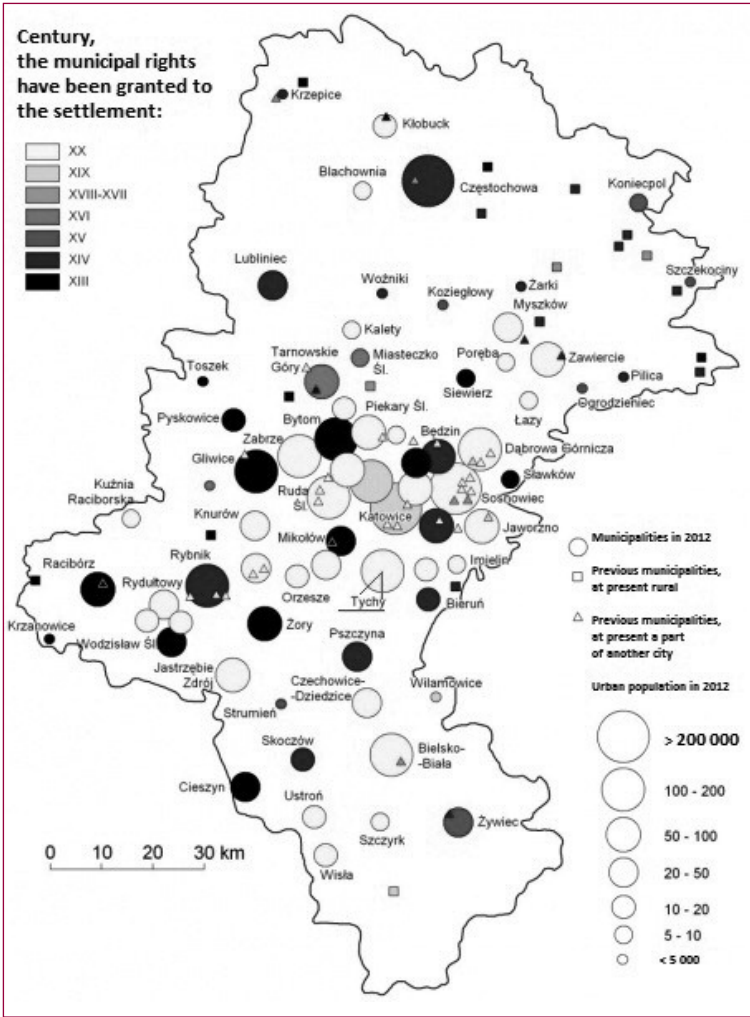 Century,
the municipal rights
have been granted to
the settlement:
XX
XIX
XVIII-XVII
XVI
XV
XIV
XIII
Krzepice
Kłobuck
Blachownia
Częstochowa
Koniecpol
Lubliniec
Woźniki
Koziegłowy
Żarki
Szczekociny
Myszków
Kalety
Tarnowskie
Góry
Miasteczko
Śl.
Poręba
Zawiercie
Toszek
Siewierz
Pilica
Ogrodzieniec
Łazy
Pyskowice
Bytom
Piekary Śl.
Będzin
Zabrze
Dąbrowa Górnicza
Gliwice
Sławków
Kuźnia
Raciborska
Ruda
Śl.
Sosnowiec
Katowice
Knurów
Jaworzno
Mikołów
Racibórz
Rybnik
Rydułtowy
Imielin
Orzesze
Tychy
Bieruń
Krzanowice
Wodzisław Śl.
Żory
Pszczyna
Jastrzębie
Zdrój
Czechowice-
-Dziedzice
Wilamowice
Strumień
Skoczów
Bielsko-
-Biała
Cieszyn
Ustroń
Szczyrk
Żywiec
Wisła
0 10 20 30 km
Municipalities in 2012
Previous municipalities,
at present rural
Previous municipalities,
at present a part
of another city
Urban population in 2012
> 200 000
100 - 200
50 - 100
20 - 50
10 - 20
5 - 10
< 5 000